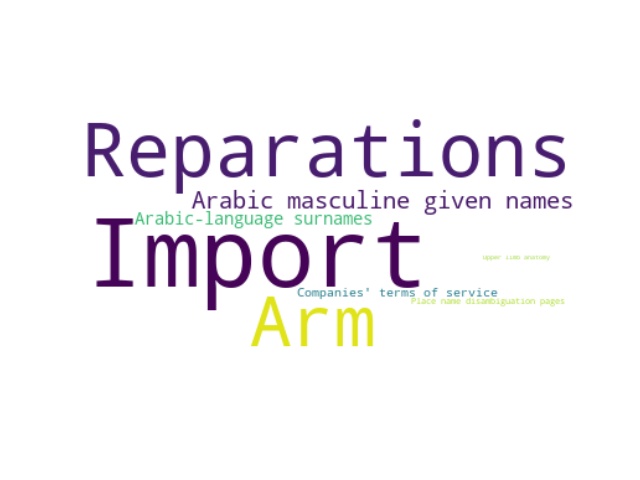 Reparations
Arabic masculine given names
Arabic-language surnames
Import
Upper limb anatomy
Companies' terms of service
Place name disambiguation pages
Arm